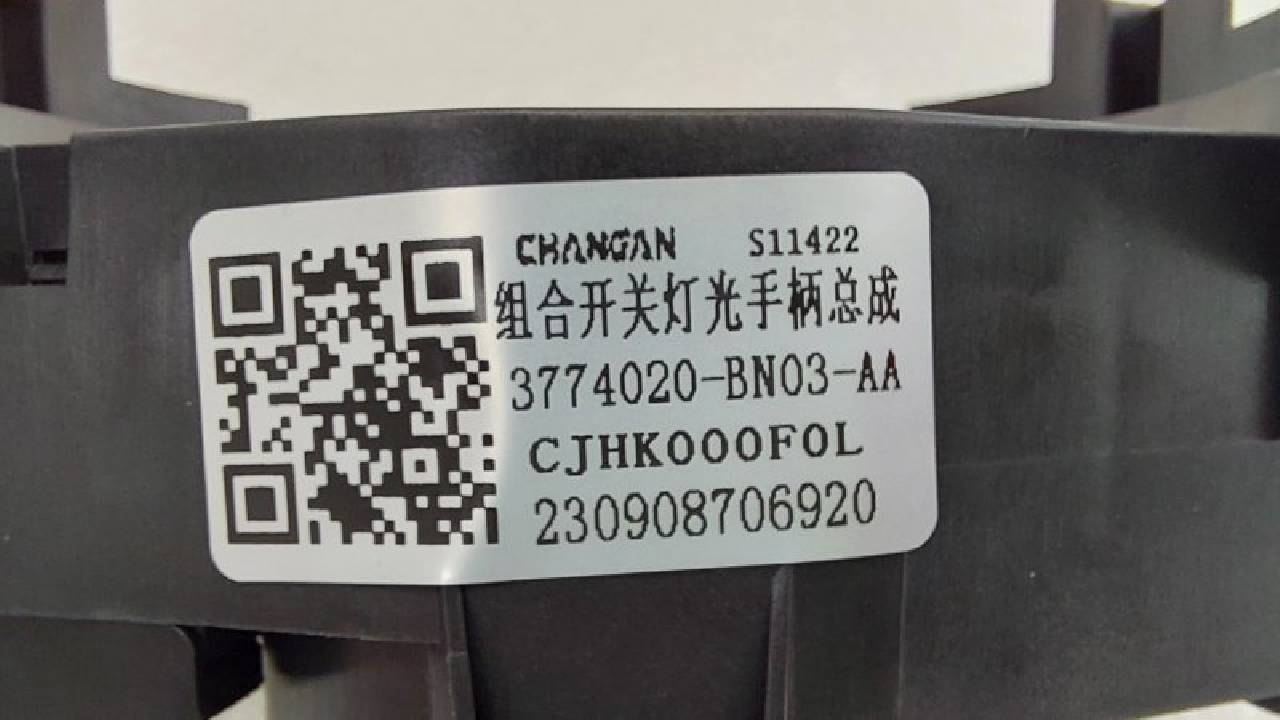 CHANGAN S11422
组合开关灯光手柄总成
3774020-BN03-AA
CJHK000F0L
230908706920